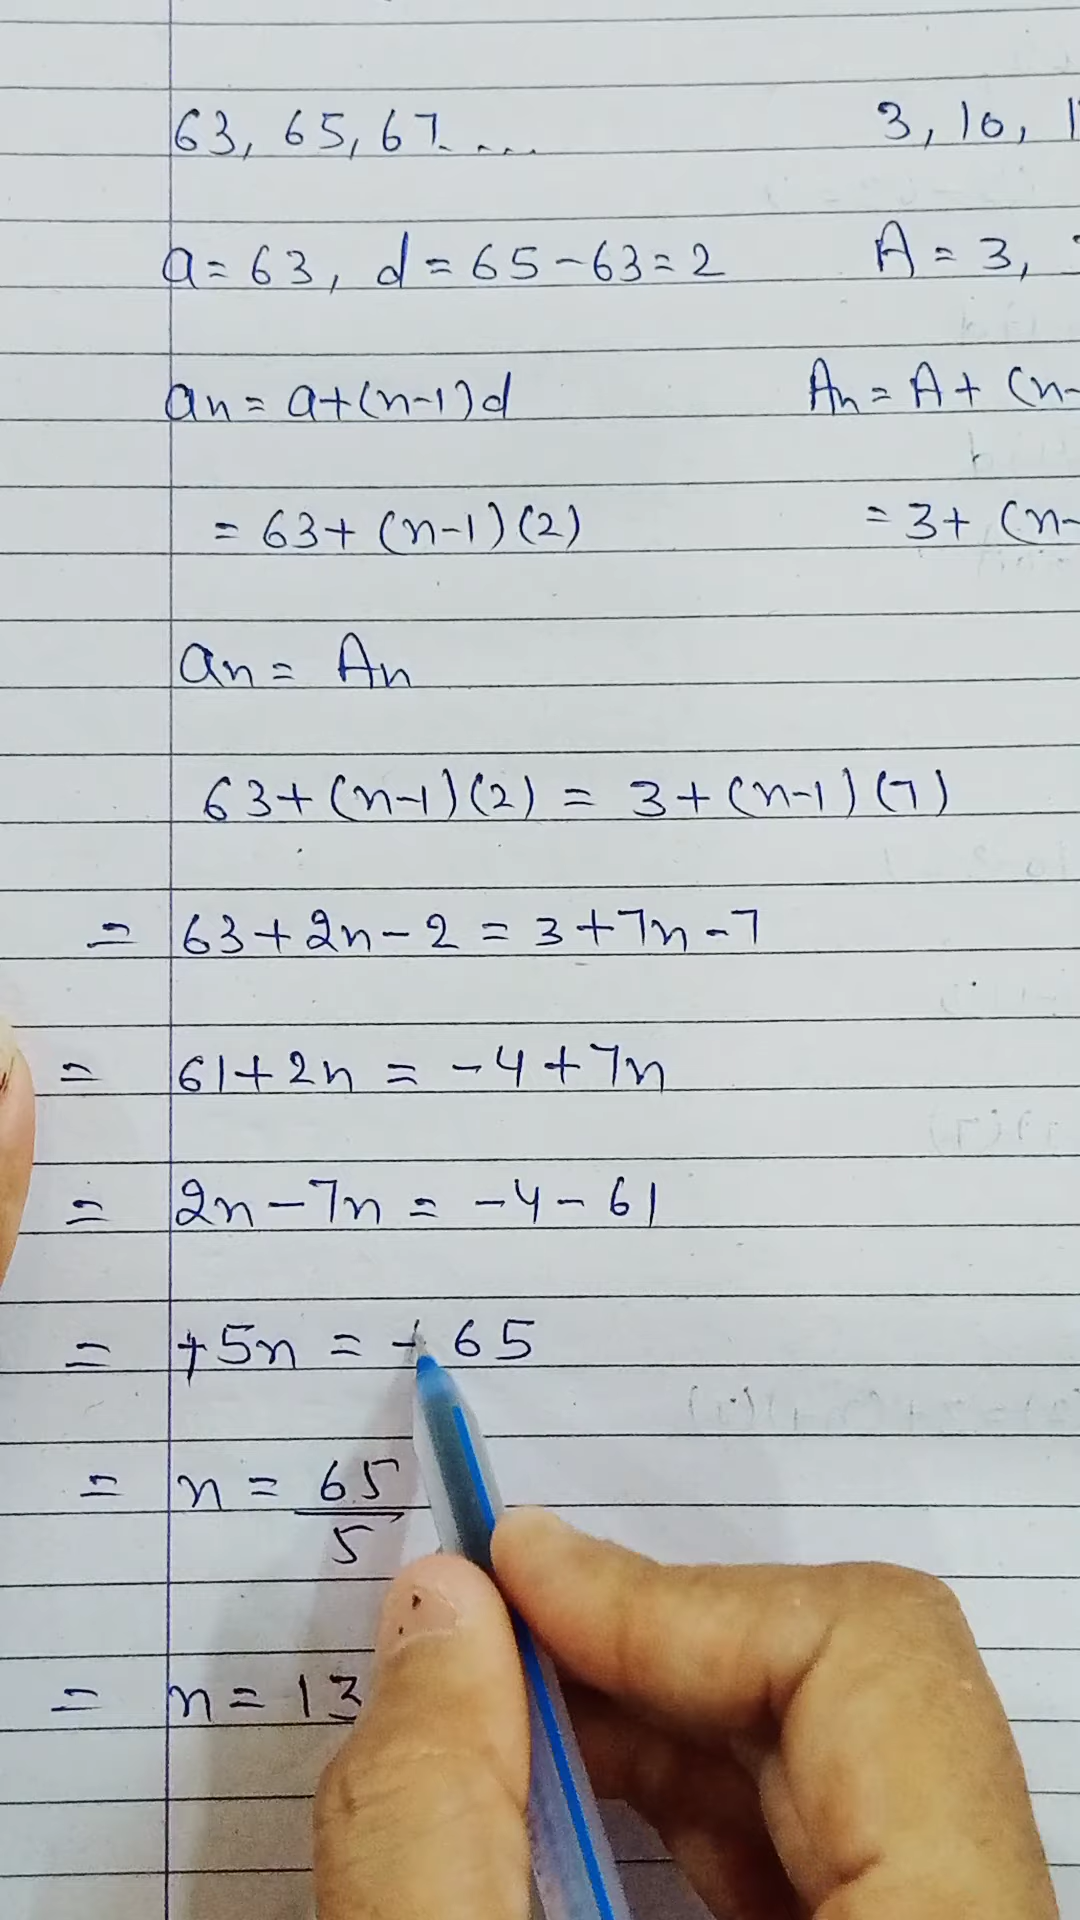 63, 65, 67.... 3, 10, 1
a = 63, d = 65 - 63 = 2 A = 3,
an = a + (n-1)d An = A + (n-
= 63 + (n-1)(2) = 3 + (n-
an = An
63 + (n-1)(2) = 3 + (n-1)(7)
= 63 + 2n - 2 = 3 + 7n - 7
= 61 + 2n = -4 + 7n
= 2n - 7n = -4 - 61
= +5n = + 65
= n = 65/5
= n = 13